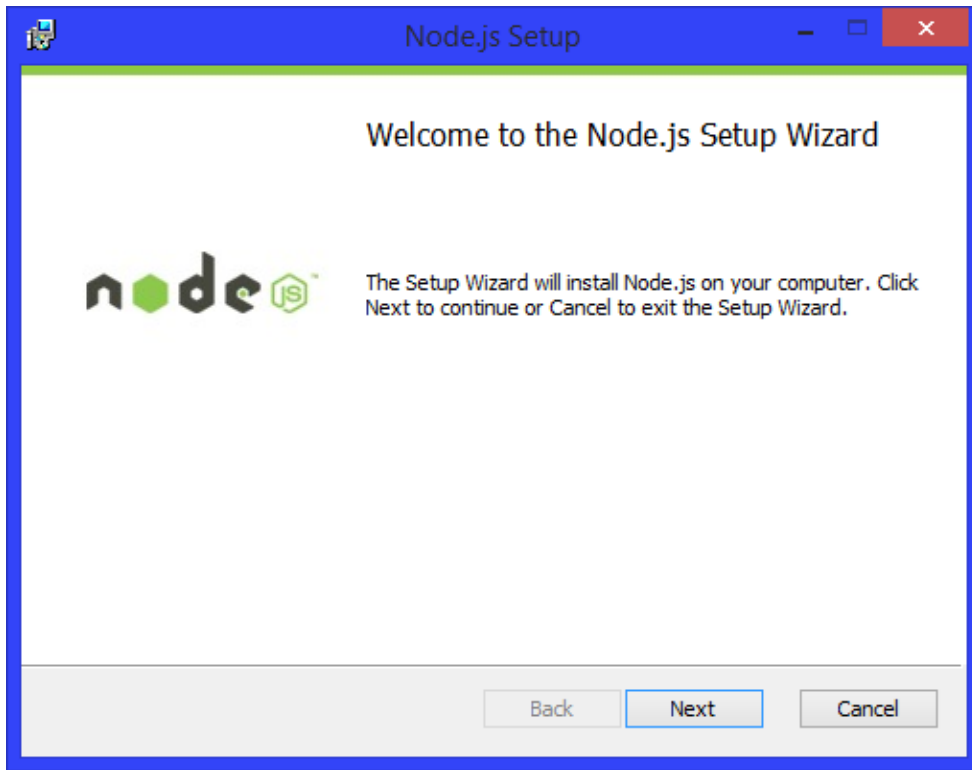 Node.js Setup
Welcome to the Node.js Setup Wizard
node JS™
The Setup Wizard will install Node.js on your computer. Click
Next to continue or Cancel to exit the Setup Wizard.
Back
Next
Cancel